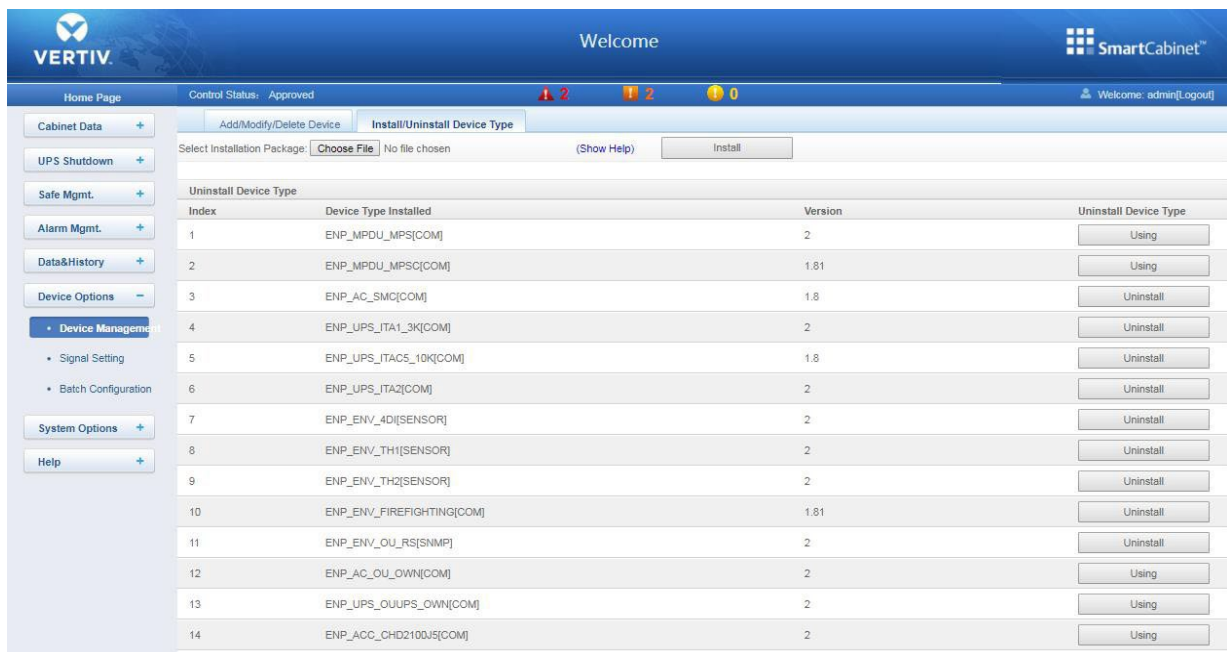 VERTIV.
Welcome
SmartCabinet™
Home Page
Control Status: Approved
2
2
0
Welcome: admin[Logout]
Cabinet Data +
UPS Shutdown +
Safe Mgmt. +
Alarm Mgmt. +
Data&History +
Device Options -
• Device Management
• Signal Setting
• Batch Configuration
System Options +
Help +
Add/Modify/Delete Device
Install/Uninstall Device Type
Select Installation Package: Choose File No file chosen (Show Help) Install
Uninstall Device Type
Index Device Type Installed Version Uninstall Device Type
1 ENP_MPDU_MPS[COM] 2 Using
2 ENP_MPDU_MPSC[COM] 1.81 Using
3 ENP_AC_SMC[COM] 1.8 Uninstall
4 ENP_UPS_ITA1_3K[COM] 2 Uninstall
5 ENP_UPS_ITAC5_10K[COM] 1.8 Uninstall
6 ENP_UPS_ITA2[COM] 2 Uninstall
7 ENP_ENV_4DI[SENSOR] 2 Uninstall
8 ENP_ENV_TH1[SENSOR] 2 Uninstall
9 ENP_ENV_TH2[SENSOR] 2 Uninstall
10 ENP_ENV_FIREFIGHTING[COM] 1.81 Uninstall
11 ENP_ENV_OU_RS[SNMP] 2 Uninstall
12 ENP_AC_OU_OWN[COM] 2 Using
13 ENP_UPS_OUUPS_OWN[COM] 2 Using
14 ENP_ACC_CHD2100J5[COM] 2 Using